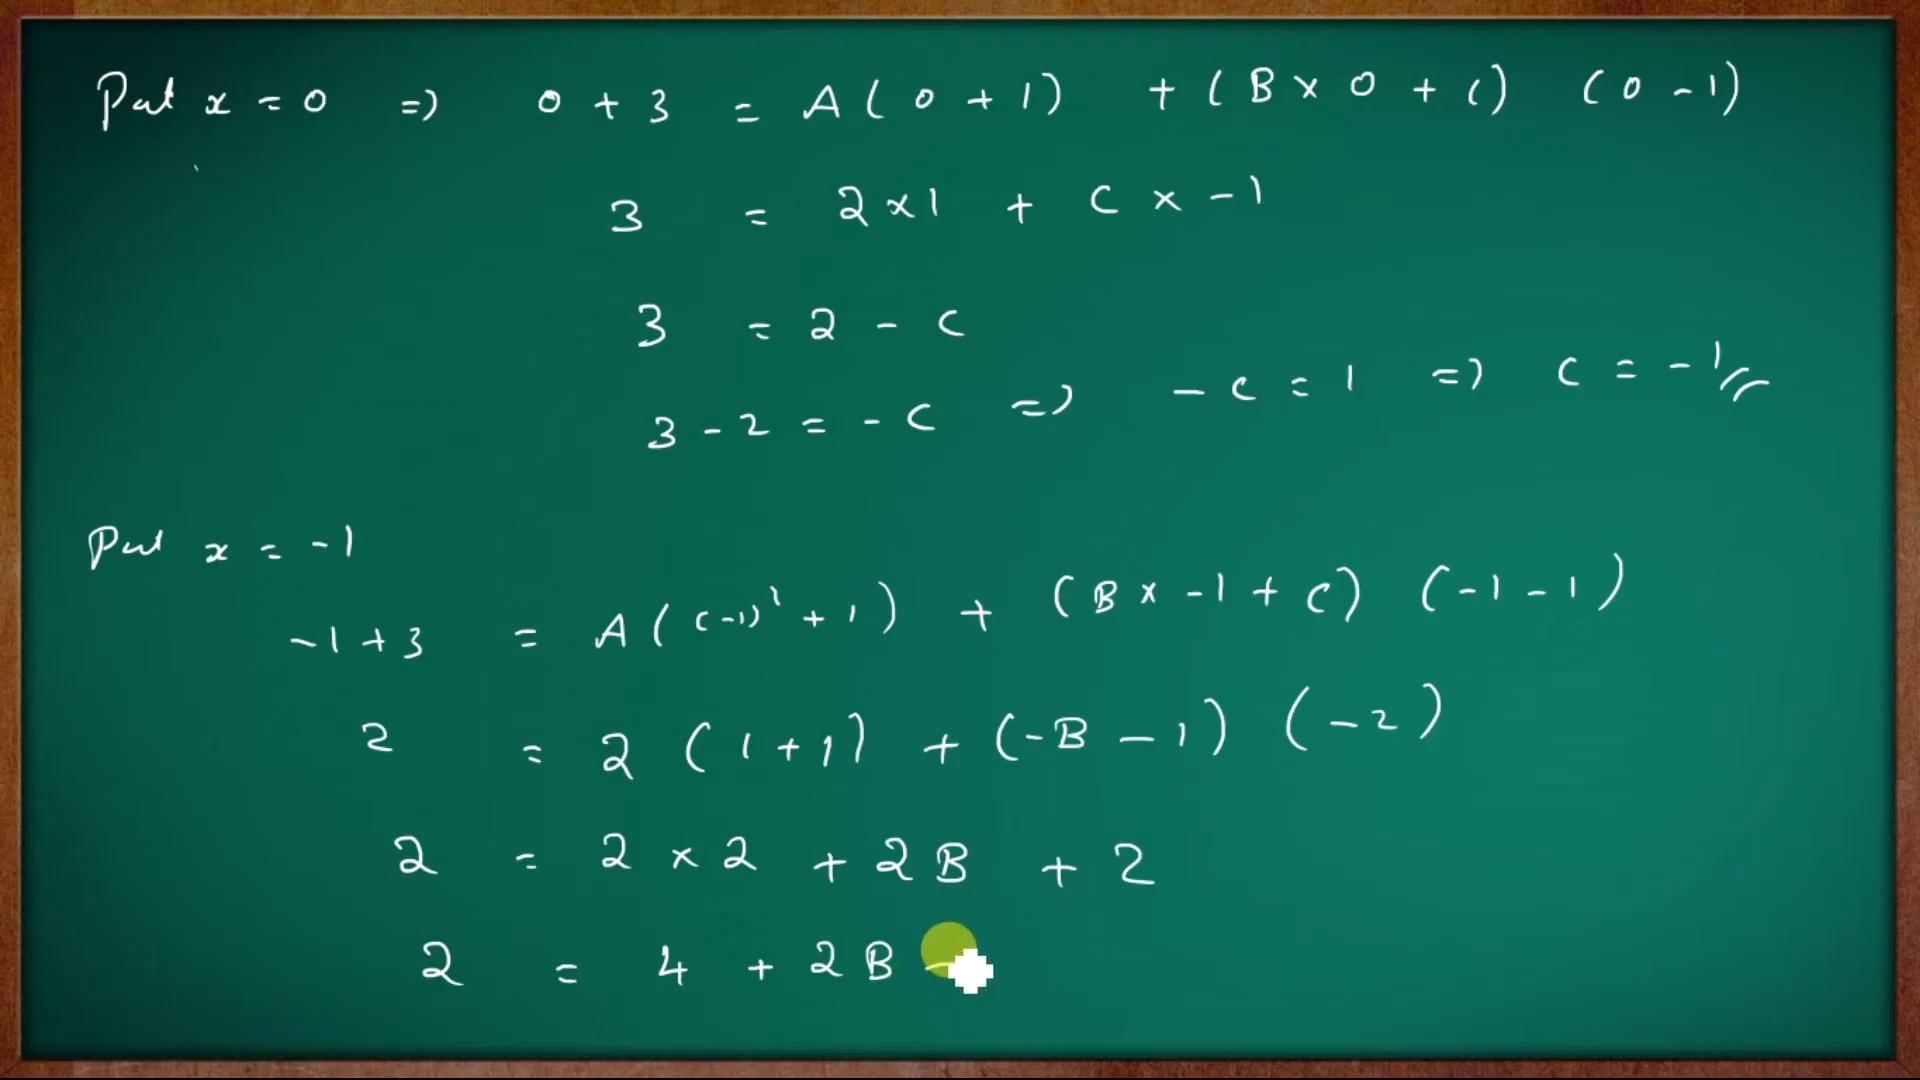 Put x = 0 => 0 + 3 = A ( 0 + 1 ) + ( B × 0 + C ) ( 0 - 1 )
3 = 2 × 1 + C × - 1
3 = 2 - C
3 - 2 = - C => - C = 1 => C = - 1 //
Put x = - 1
- 1 + 3 = A ( (-1)² + 1 ) + ( B × - 1 + C ) ( - 1 - 1 )
2 = 2 ( 1 + 1 ) + ( - B - 1 ) ( - 2 )
2 = 2 × 2 + 2 B + 2
2 = 4 + 2 B